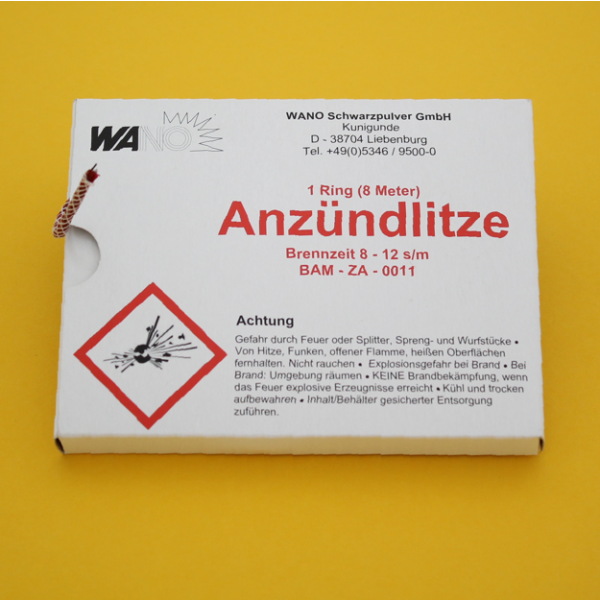 WANO
WANO Schwarzpulver GmbH
Kunigunde
D - 38704 Liebenburg
Tel. +49(0)5346 / 9500-0
1 Ring (8 Meter)
Anzündlitze
Brennzeit 8 - 12 s/m
BAM - ZA - 0011
Achtung
Gefahr durch Feuer oder Splitter, Spreng- und Wurfstücke •
Von Hitze, Funken, offener Flamme, heißen Oberflächen
fernhalten. Nicht rauchen • Explosionsgefahr bei Brand • Bei
Brand: Umgebung räumen • KEINE Brandbekämpfung, wenn
das Feuer explosive Erzeugnisse erreicht • Kühl und trocken
aufbewahren • Inhalt/Behälter gesicherter Entsorgung
zuführen.